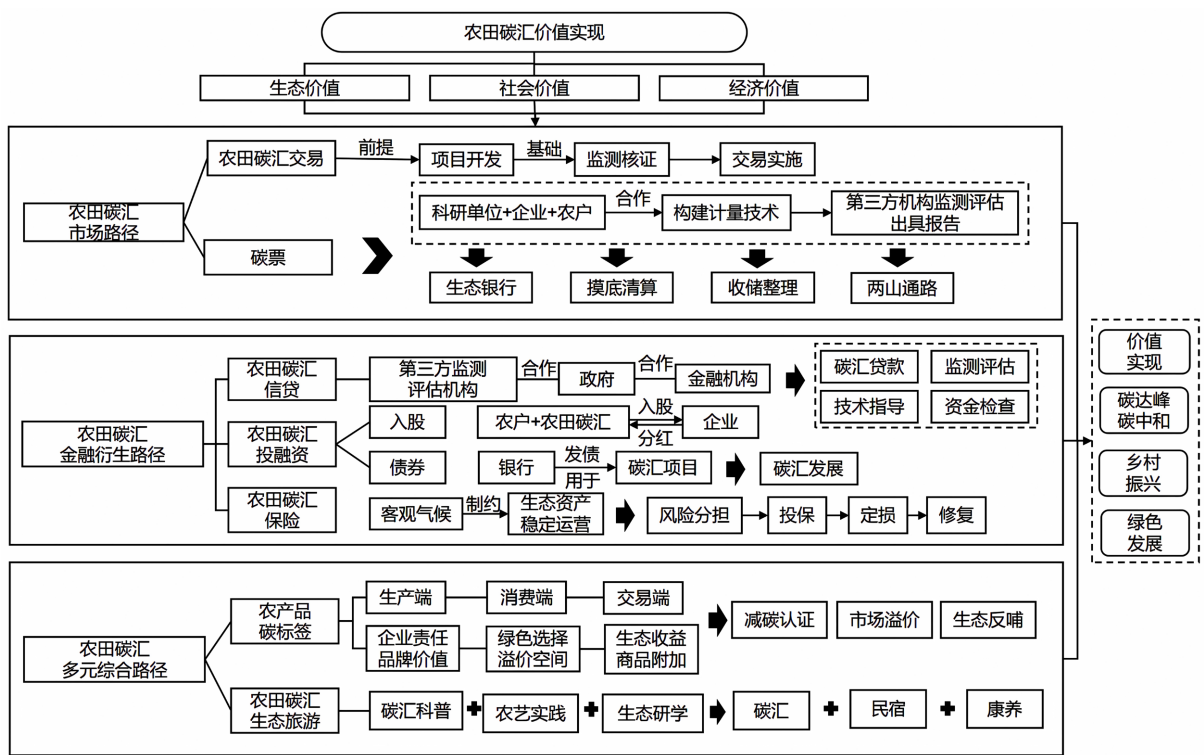 农田碳汇价值实现
生态价值
社会价值
经济价值
农田碳汇
市场路径
农田碳汇交易
前提
项目开发
基础
监测核证
交易实施
碳票
科研单位+企业+农户
合作
构建计量技术
第三方机构监测评估
出具报告
生态银行
摸底清算
收储整理
两山通路
农田碳汇
金融衍生路径
农田碳汇
信贷
第三方监测
评估机构
合作
政府
合作
金融机构
碳汇贷款
监测评估
技术指导
资金检查
农田碳汇
投融资
入股
农户+农田碳汇
入股
分红
企业
债券
银行
发债
用于
碳汇项目
碳汇发展
农田碳汇
保险
客观气候
制约
生态资产
稳定运营
风险分担
投保
定损
修复
农田碳汇
多元综合路径
农产品
碳标签
生产端
消费端
交易端
企业责任
品牌价值
绿色选择
溢价空间
生态收益
商品附加
减碳认证
市场溢价
生态反哺
农田碳汇
生态旅游
碳汇科普
农艺实践
生态研学
碳汇
民宿
康养
价值
实现
碳达峰
碳中和
乡村
振兴
绿色
发展